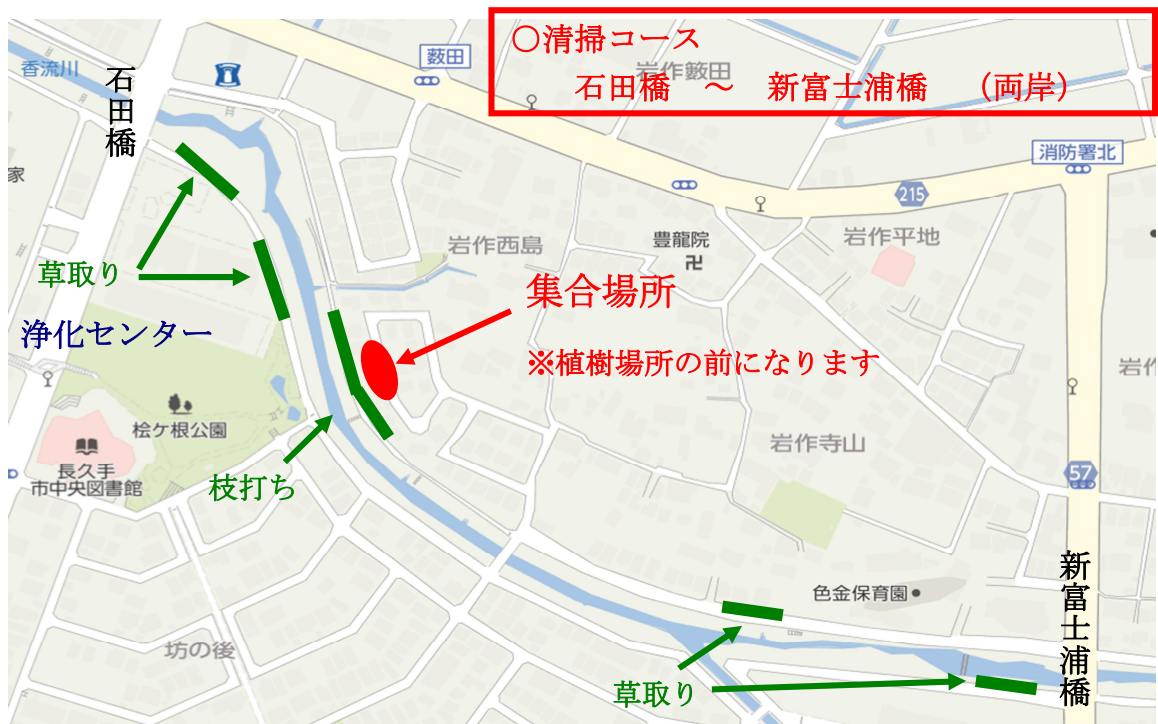 ○清掃コース
石田橋 ～ 新富士浦橋 （両岸）
岩作籔田
香流川
石田橋
薮田
消防署北
215
家
岩作西島
豊龍院
岩作平地
草取り
集合場所
浄化センター
※植樹場所の前になります
岩作
桧ケ根公園
岩作寺山
長久手
市中央図書館
枝打ち
57
新富士浦橋
色金保育園
坊の後
草取り